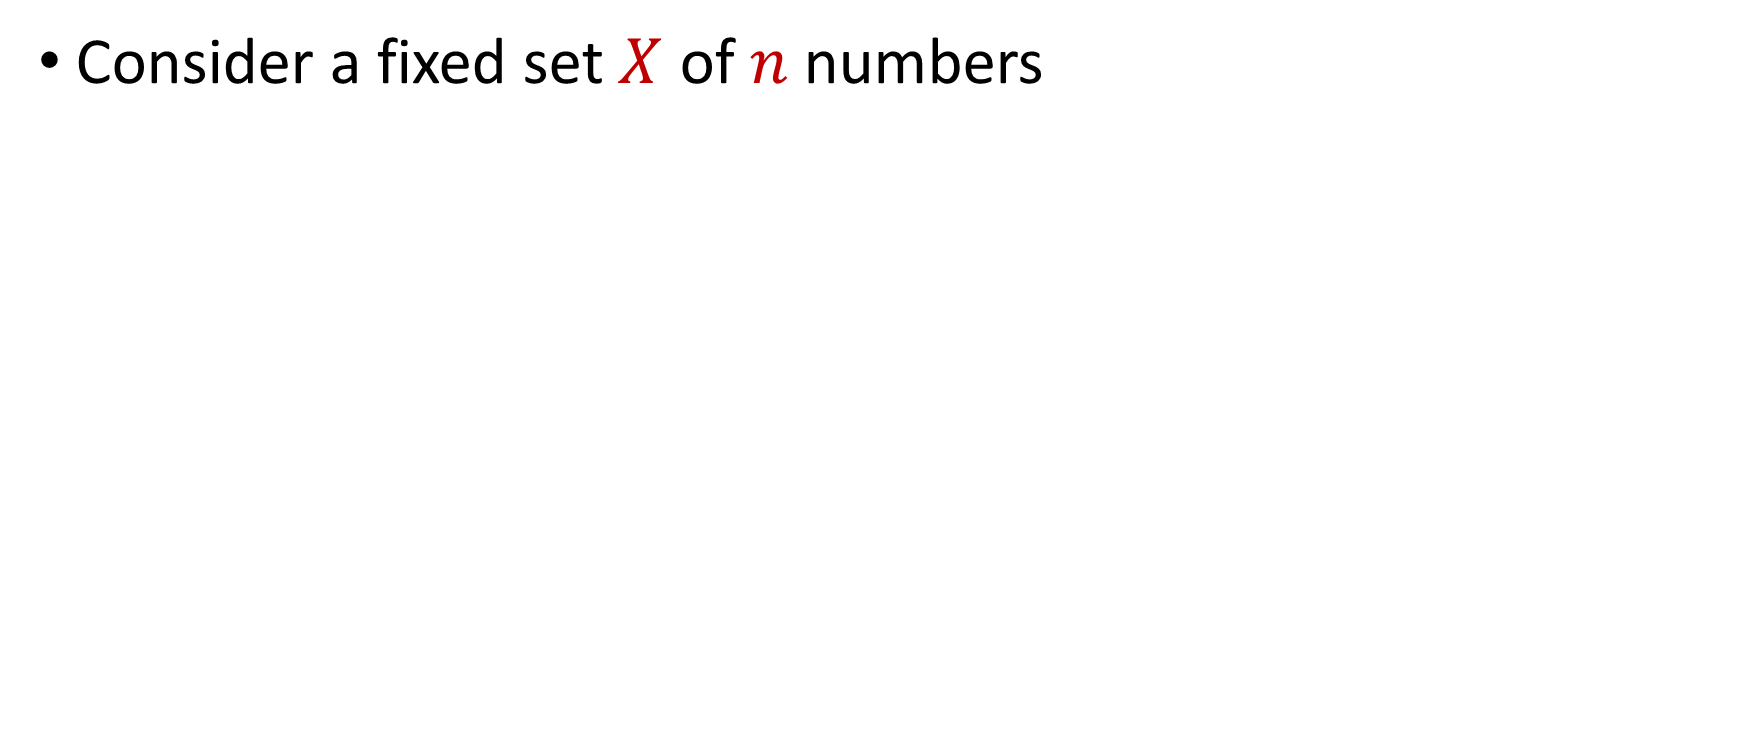 • Consider a fixed set X of n numbers